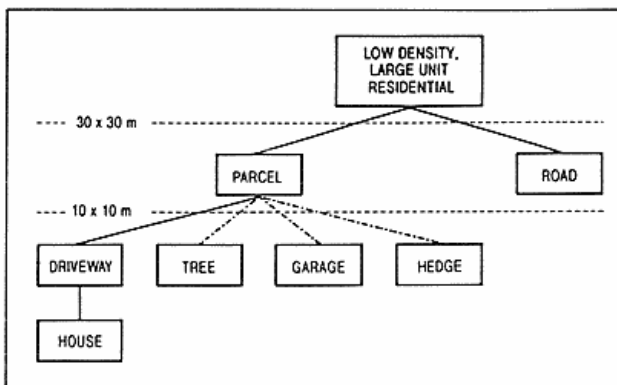 LOW DENSITY,
LARGE UNIT
RESIDENTIAL
30 x 30 m
PARCEL
ROAD
10 x 10 m
DRIVEWAY
TREE
GARAGE
HEDGE
HOUSE